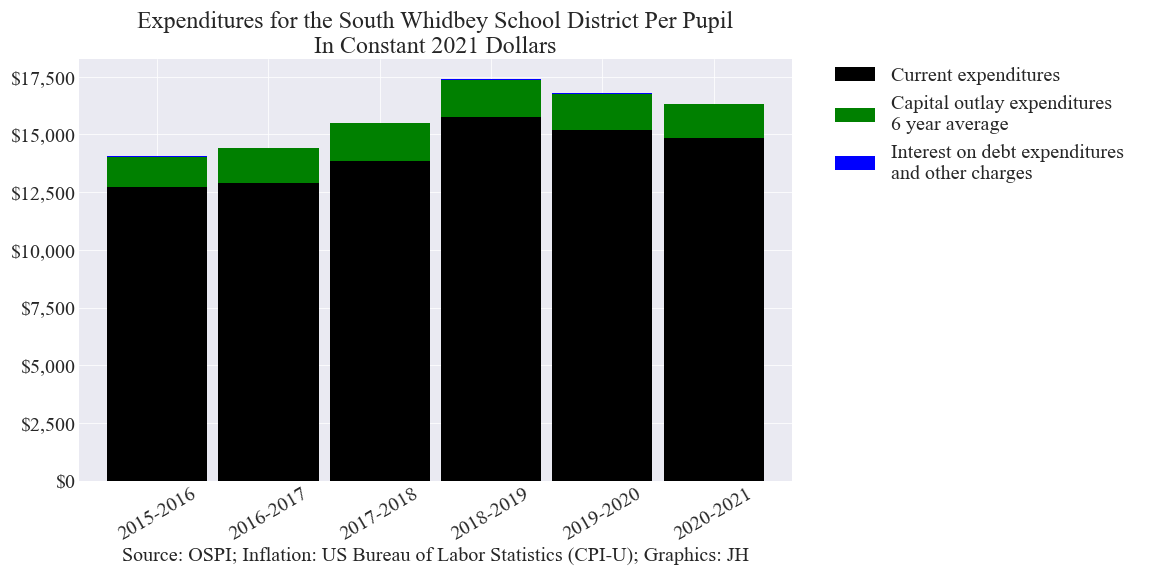 Expenditures for the South Whidbey School District Per Pupil
In Constant 2021 Dollars
$17,500
$15,000
$12,500
$10,000
$7,500
$5,000
$2,500
$0
2015-2016
2016-2017
2017-2018
2018-2019
2019-2020
2020-2021
Source: OSPI; Inflation: US Bureau of Labor Statistics (CPI-U); Graphics: JH
Current expenditures
Capital outlay expenditures
6 year average
Interest on debt expenditures
and other charges